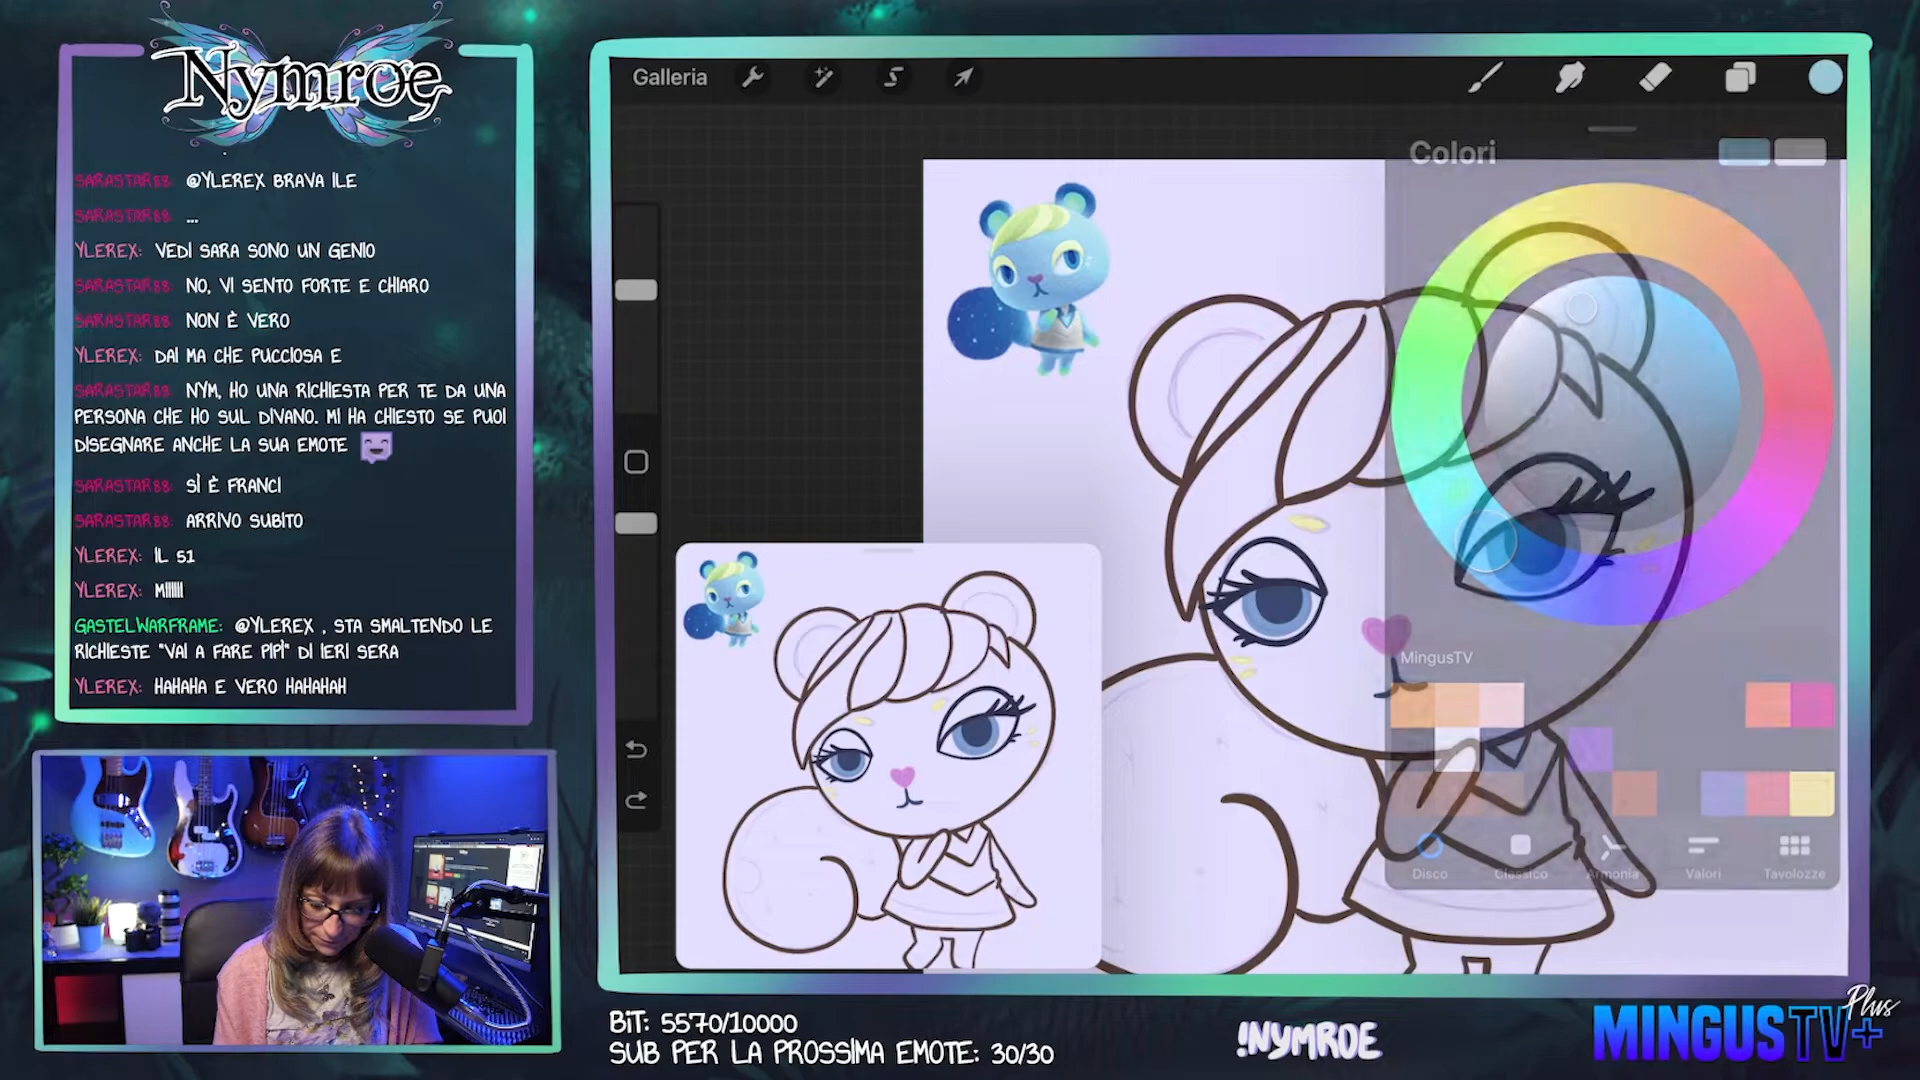 Nymroe
SARASTAR88: @YLEREX BRAVA ILE
SARASTAR88: ...
YLEREX: VEDI SARA SONO UN GENIO
SARASTAR88: NO, VI SENTO FORTE E CHIARO
SARASTAR88: NON È VERO
YLEREX: DAI MA CHE PUCCIOSA E
SARASTAR88: NYM, HO UNA RICHIESTA PER TE DA UNA
PERSONA CHE HO SUL DIVANO. MI HA CHIESTO SE PUOI
DISEGNARE ANCHE LA SUA EMOTE
SARASTAR88: SÌ È FRANCI
SARASTAR88: ARRIVO SUBITO
YLEREX: IL 51
YLEREX: MIIIIII
GASTELWARFRAME: @YLEREX , STA SMALTENDO LE
RICHIESTE "VAI A FARE PIPÌ" DI IERI SERA
YLEREX: HAHAHA E VERO HAHAHAH
Galleria
Colori
MingusTV
Disco
Classico
Armonia
Valori
Tavolozze
BIT: 5570/10000
SUB PER LA PROSSIMA EMOTE: 30/30
!NYMROE
MINGUSTV+
Plus